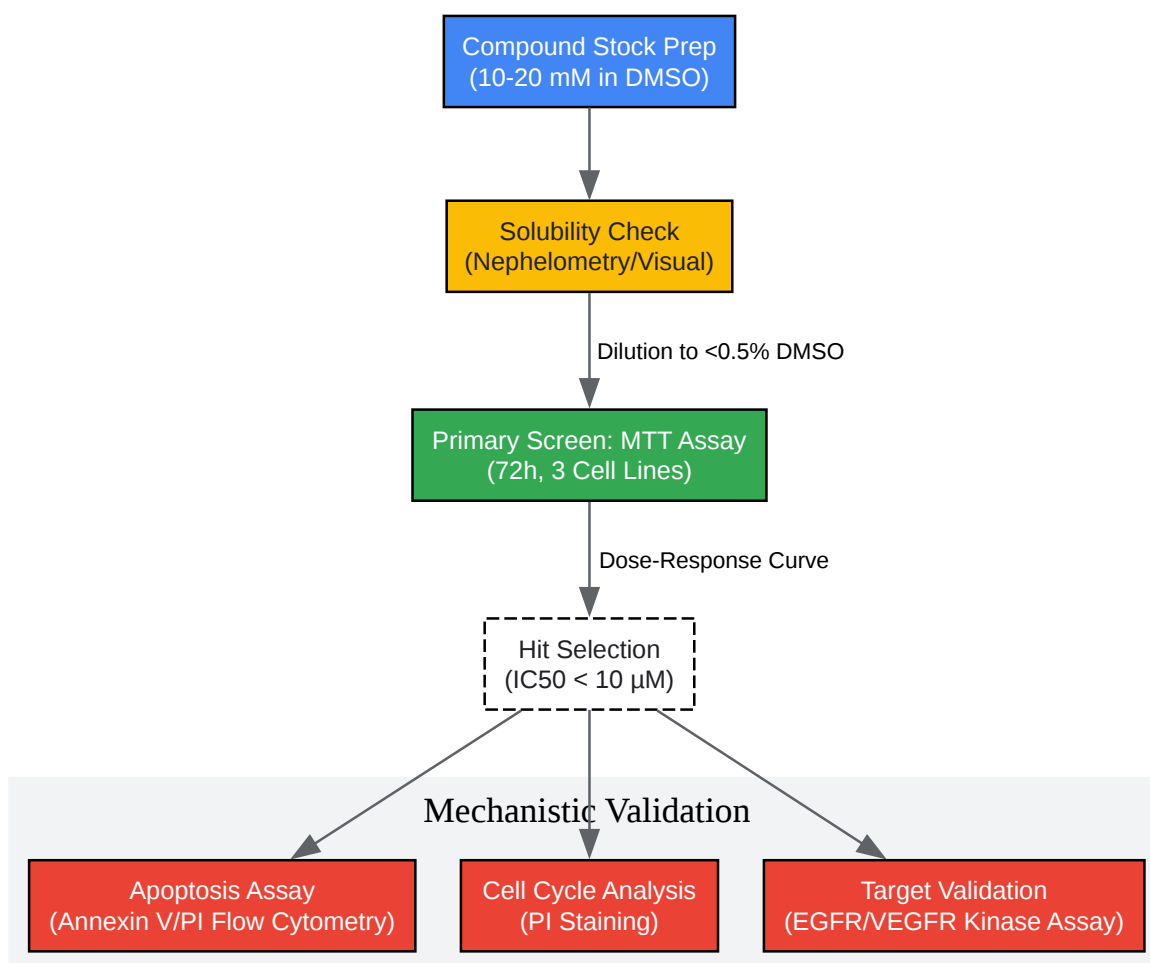 Compound Stock Prep
(10-20 mM in DMSO)
Solubility Check
(Nephelometry/Visual)
Dilution to <0.5% DMSO
Primary Screen: MTT Assay
(72h, 3 Cell Lines)
Dose-Response Curve
Hit Selection
(IC50 < 10 µM)
Mechanistic Validation
Apoptosis Assay
(Annexin V/PI Flow Cytometry)
Cell Cycle Analysis
(PI Staining)
Target Validation
(EGFR/VEGFR Kinase Assay)